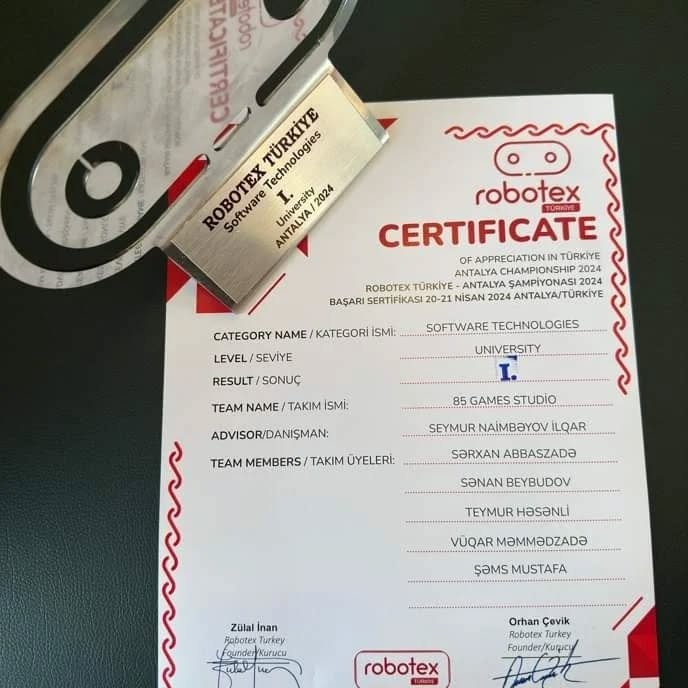 CERTIFICATE
robotex
ROBOTEX TÜRKİYE
Software Technologies
I.
University
ANTALYA / 2024
robotex
TÜRKİYE
CERTIFICATE
OF APPRECIATION IN TÜRKİYE
ANTALYA CHAMPIONSHIP 2024
ROBOTEX TÜRKİYE - ANTALYA ŞAMPİYONASI 2024
BAŞARI SERTİFİKASI 20-21 NİSAN 2024 ANTALYA/TÜRKİYE
CATEGORY NAME / KATEGORİ İSMİ: SOFTWARE TECHNOLOGIES
LEVEL / SEVİYE UNIVERSITY
RESULT / SONUÇ I.
TEAM NAME / TAKIM İSMİ: 85 GAMES STUDİO
ADVISOR/DANIŞMAN: SEYMUR NAİMBƏYOV İLQAR
TEAM MEMBERS / TAKIM ÜYELERİ: SƏRXAN ABBASZADƏ
SƏNAN BEYBUDOV
TEYMUR HƏSƏNLİ
VÜQAR MƏMMƏDZADƏ
ŞƏMS MUSTAFA
Zülal İnan
Robotex Turkey
Founder/Kurucu
Orhan Çevik
Robotex Turkey
Founder/Kurucu
robotex
TÜRKİYE